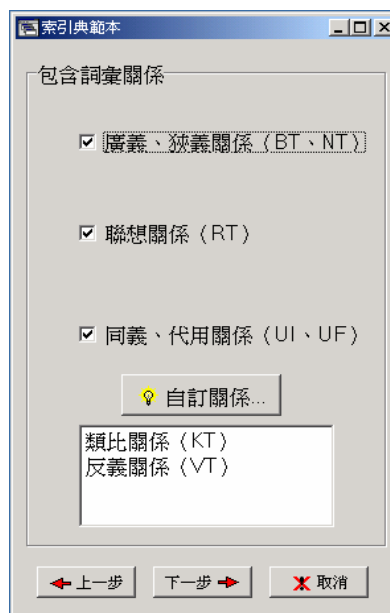 索引典範本
包含詞彙關係
廣義、狹義關係（BT、NT）
聯想關係（RT）
同義、代用關係（UI、UF）
自訂關係...
類比關係（KT）
反義關係（VT）
上一步 下一步 取消